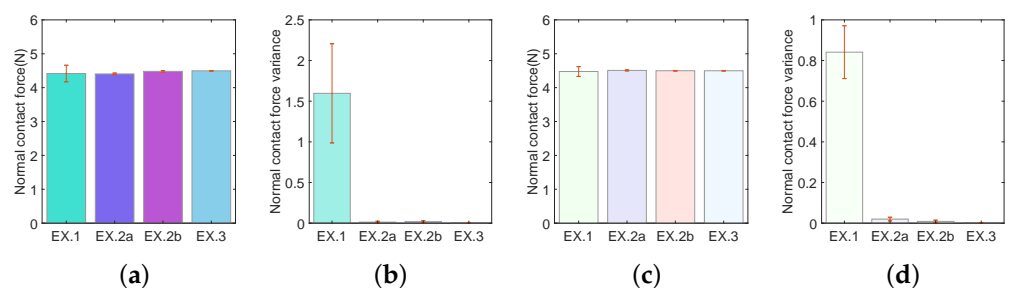 Normal contact force(N)
6
5
4
3
2
1
0
EX.1 EX.2a EX.2b EX.3
(a)
Normal contact force variance
2.5
2
1.5
1
0.5
0
EX.1 EX.2a EX.2b EX.3
(b)
Normal contact force(N)
6
5
4
3
2
1
0
EX.1 EX.2a EX.2b EX.3
(c)
Normal contact force variance
1
0.8
0.6
0.4
0.2
0
EX.1 EX.2a EX.2b EX.3
(d)